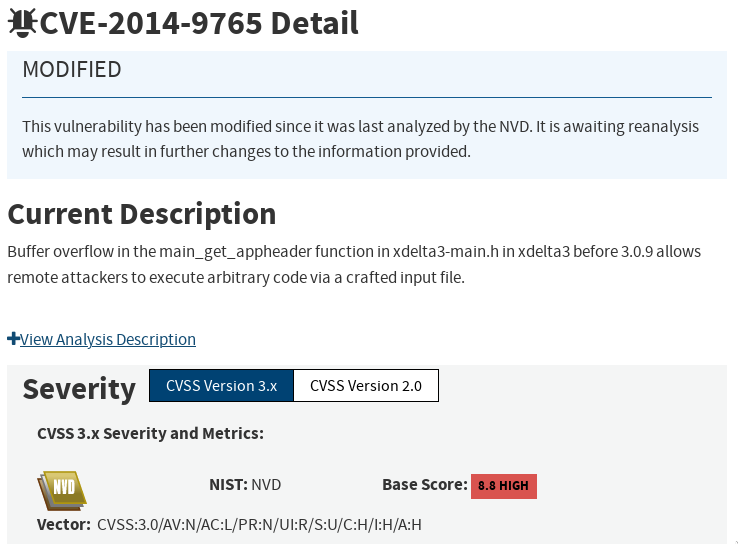 CVE-2014-9765 Detail
MODIFIED
This vulnerability has been modified since it was last analyzed by the NVD. It is awaiting reanalysis
which may result in further changes to the information provided.
Current Description
Buffer overflow in the main_get_appheader function in xdelta3-main.h in xdelta3 before 3.0.9 allows
remote attackers to execute arbitrary code via a crafted input file.
View Analysis Description
Severity CVSS Version 3.x CVSS Version 2.0
CVSS 3.x Severity and Metrics:
NVD NIST: NVD Base Score: 8.8 HIGH
Vector: CVSS:3.0/AV:N/AC:L/PR:N/UI:R/S:U/C:H/I:H/A:H